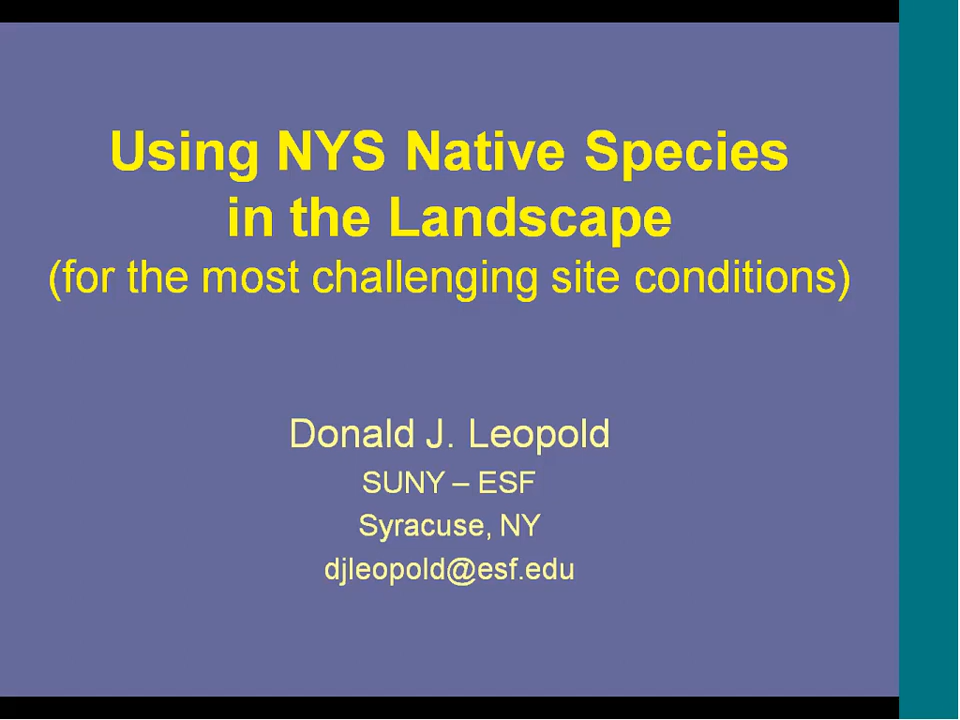 Using NYS Native Species
in the Landscape
(for the most challenging site conditions)
Donald J. Leopold
SUNY – ESF
Syracuse, NY
djleopold@esf.edu